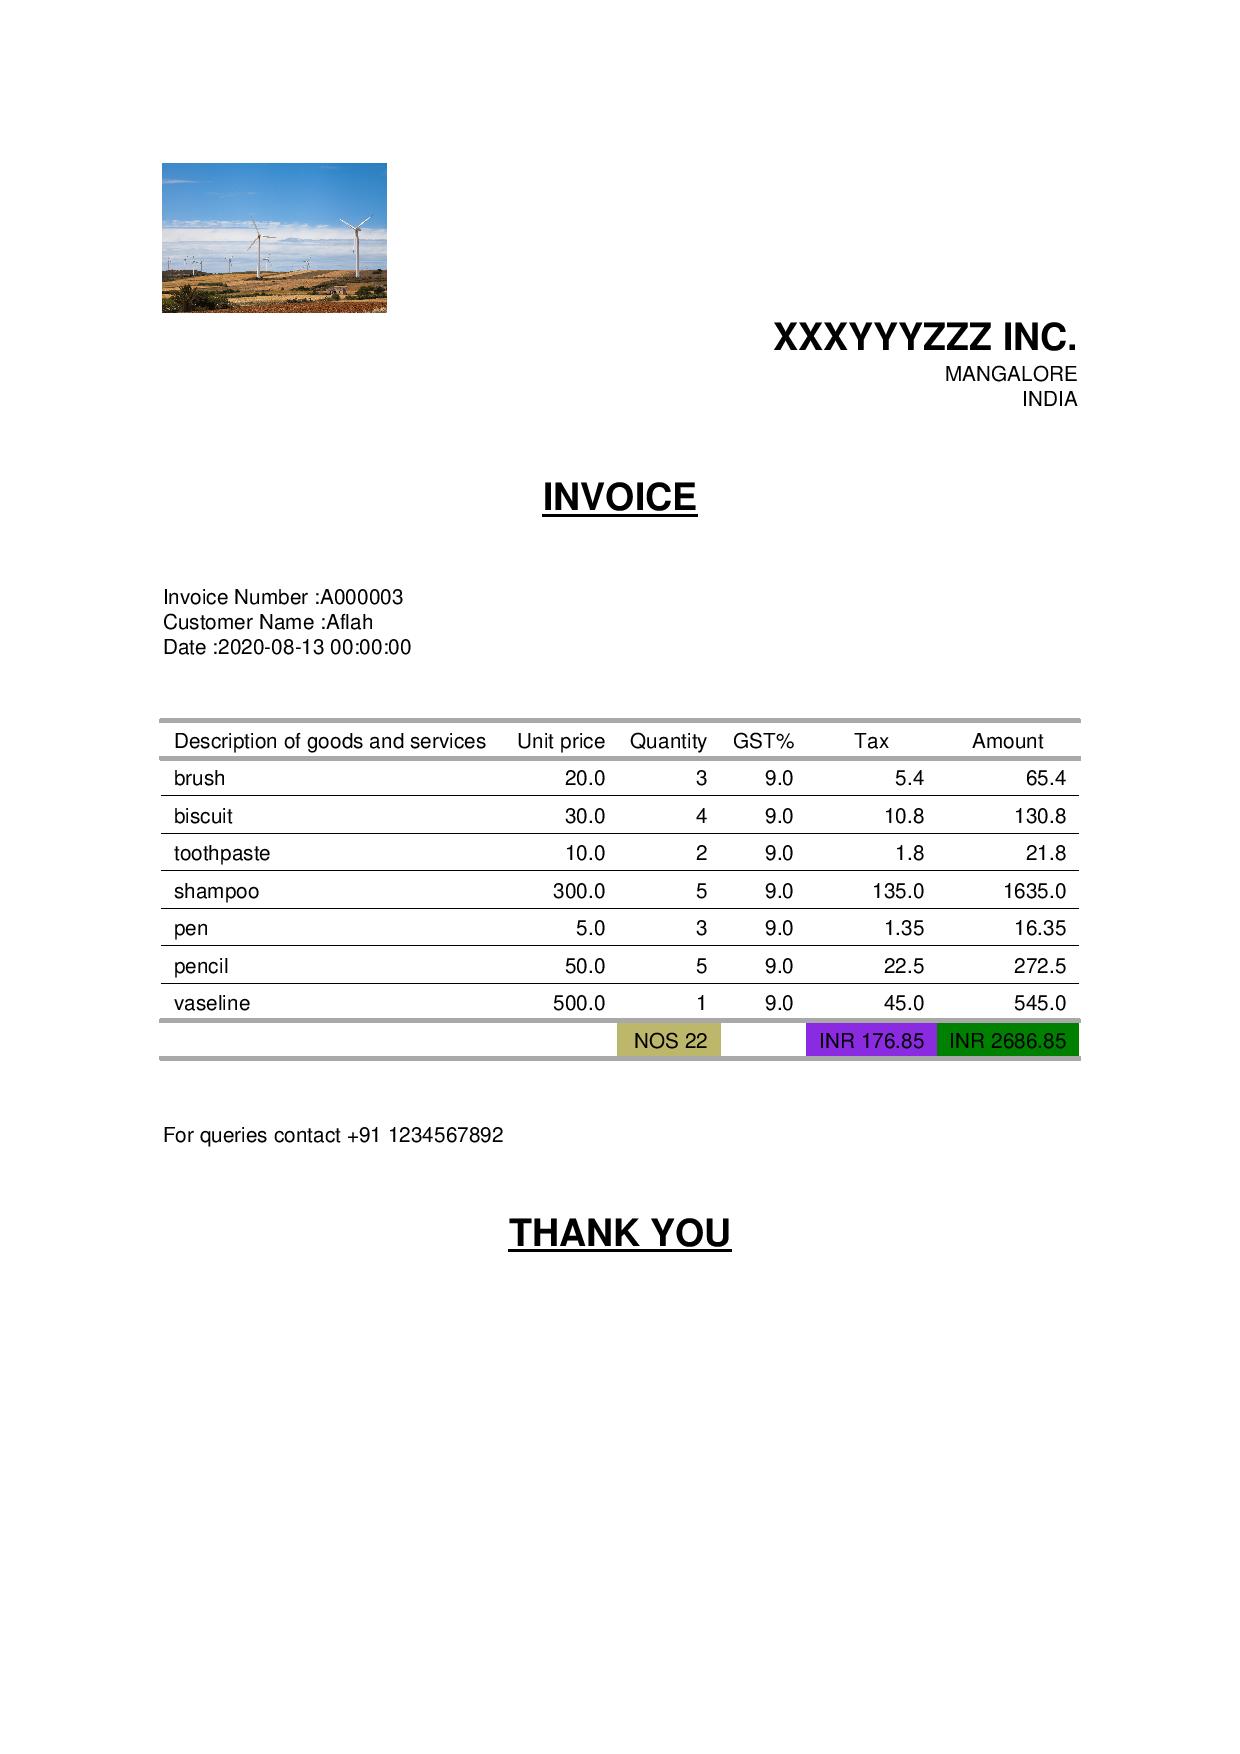 XXXYYYZZZ INC.
MANGALORE
INDIA
INVOICE
Invoice Number :A000003
Customer Name :Aflah
Date :2020-08-13 00:00:00
Description of goods and services Unit price Quantity GST% Tax Amount
brush 20.0 3 9.0 5.4 65.4
biscuit 30.0 4 9.0 10.8 130.8
toothpaste 10.0 2 9.0 1.8 21.8
shampoo 300.0 5 9.0 135.0 1635.0
pen 5.0 3 9.0 1.35 16.35
pencil 50.0 5 9.0 22.5 272.5
vaseline 500.0 1 9.0 45.0 545.0
NOS 22 INR 176.85 INR 2686.85
For queries contact +91 1234567892
THANK YOU